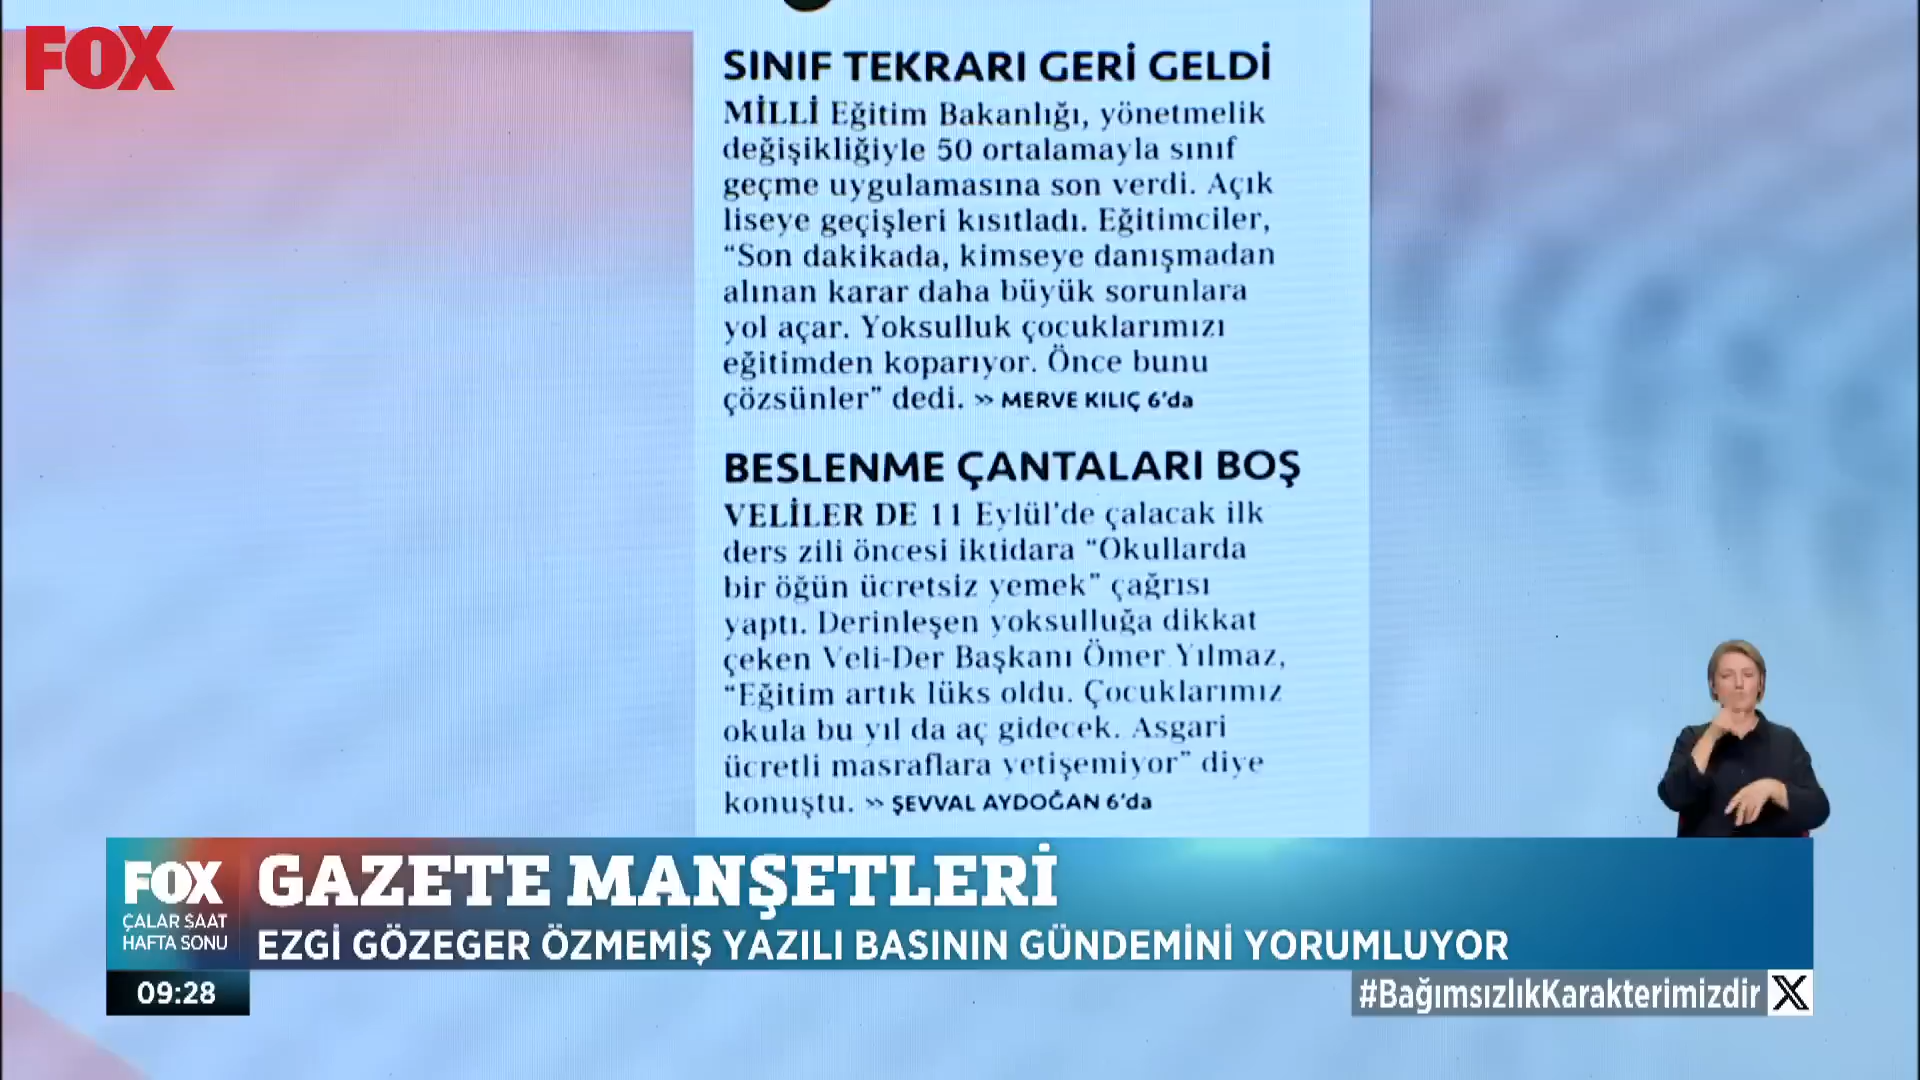 FOX
SINIF TEKRARI GERİ GELDİ
MİLLİ Eğitim Bakanlığı, yönetmelik
değişikliğiyle 50 ortalamayla sınıf
geçme uygulamasına son verdi. Açık
liseye geçişleri kısıtladı. Eğitimciler,
“Son dakikada, kimseye danışmadan
alınan karar daha büyük sorunlara
yol açar. Yoksulluk çocuklarımızı
eğitimden koparıyor. Önce bunu
çözsünler” dedi. >> MERVE KILIÇ 6’da
BESLENME ÇANTALARI BOŞ
VELİLER DE 11 Eylül’de çalacak ilk
ders zili öncesi iktidara “Okullarda
bir öğün ücretsiz yemek” çağrısı
yaptı. Derinleşen yoksulluğa dikkat
çeken Veli-Der Başkanı Ömer Yılmaz,
“Eğitim artık lüks oldu. Çocuklarımız
okula bu yıl da aç gidecek. Asgari
ücretli masraflara yetişemiyor” diye
konuştu. >> ŞEVVAL AYDOĞAN 6’da
FOX
ÇALAR SAAT
HAFTA SONU
GAZETE MANŞETLERİ
EZGİ GÖZEGER ÖZMEMİŞ YAZILI BASININ GÜNDEMİNİ YORUMLUYOR
09:28
#BağımsızlıkKarakterimizdir X